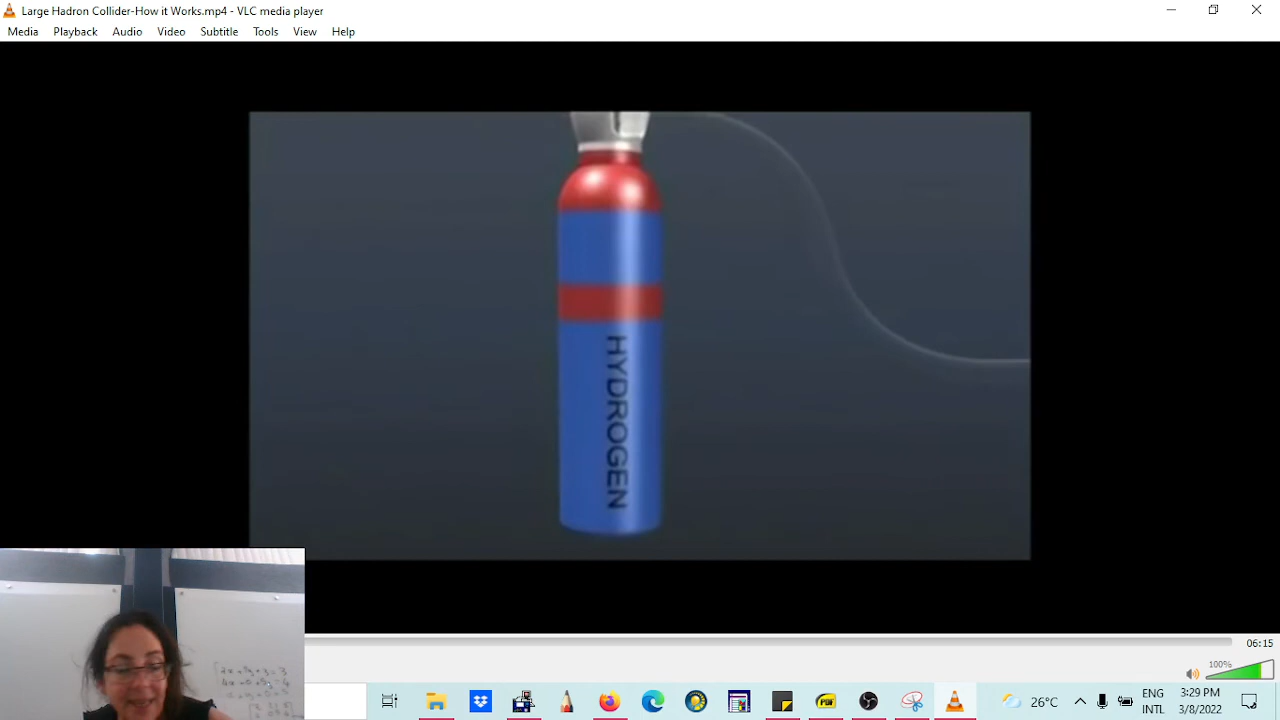 Large Hadron Collider-How it Works.mp4 - VLC media player
Media Playback Audio Video Subtitle Tools View Help
HYDROGEN
06:15
100%
26°C
ENG
INTL
3:29 PM
3/8/2022